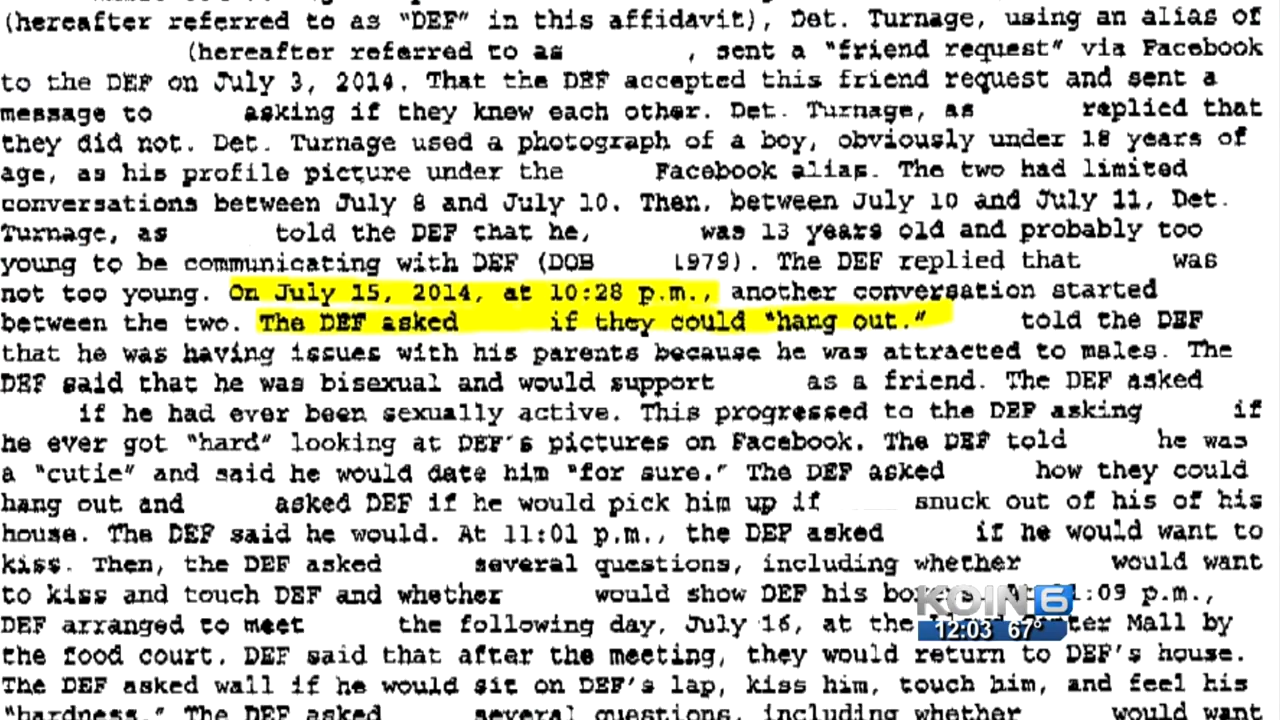 (hereafter referred to as "DEF" in this affidavit), Det. Turnage, using an alias of
(hereafter referred to as , sent a "friend request" via Facebook
to the DEF on July 3, 2014. That the DEF accepted this friend request and sent a
message to asking if they knew each other. Det. Turnage, as replied that
they did not. Det. Turnage used a photograph of a boy, obviously under 18 years of
age, as his profile picture under the Facebook alias. The two had limited
conversations between July 8 and July 10. Then, between July 10 and July 11, Det.
Turnage, as told the DEF that he, was 13 years old and probably too
young to be communicating with DEF (DOB 1979). The DEF replied that was
not too young. On July 15, 2014, at 10:28 p.m., another conversation started
between the two. The DEF asked if they could "hang out." told the DEF
that he was having issues with his parents because he was attracted to males. The
DEF said that he was bisexual and would support as a friend. The DEF asked
if he had ever been sexually active. This progressed to the DEF asking if
he ever got "hard" looking at DEF's pictures on Facebook. The DEF told he was
a "cutie" and said he would date him "for sure." The DEF asked how they could
hang out and asked DEF if he would pick him up if snuck out of his of his
house. The DEF said he would. At 11:01 p.m., the DEF asked if he would want to
kiss. Then, the DEF asked several questions, including whether would want
to kiss and touch DEF and whether would show DEF his :09 p.m.,
DEF arranged to meet the following day, July 16, at the Mall by
the food court. DEF said that after the meeting, they would return to DEF's house.
The DEF asked wall if he would sit on DEF's lap, kiss him, touch him, and feel his
"hardness." The DEF asked several questions, including whether would want
KOIN 6
12:03 67°